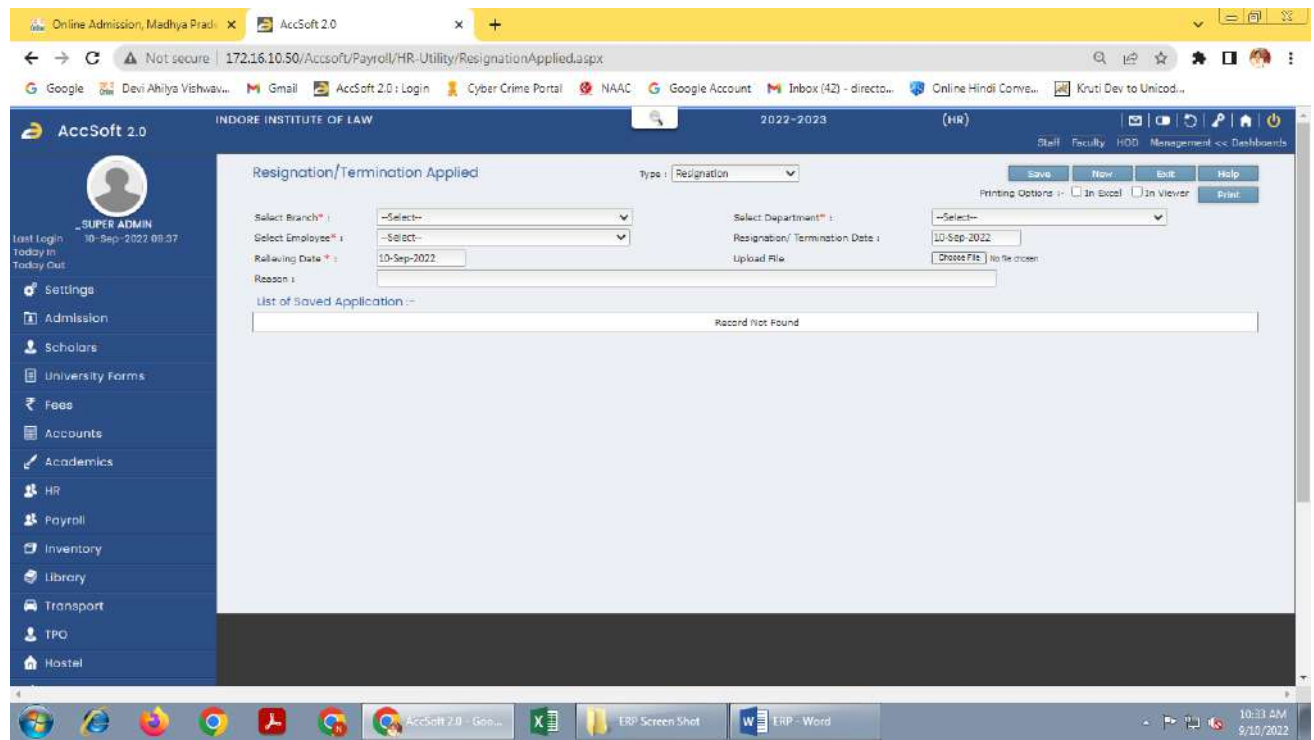 Online Admission, Madhya Prad
AccSoft 2.0
Not secure | 172.16.10.50/Accsoft/Payroll/HR-Utility/ResignationApplied.aspx
Google Devi Ahilya Vishwav... Gmail AccSoft 2.0 : Login Cyber Crime Portal NAAC Google Account Inbox (42) - directo... Online Hindi Conve... Kruti Dev to Unicod...
AccSoft 2.0 INDORE INSTITUTE OF LAW 2022-2023 (HR)
Staff Faculty HOD Management << Dashboards
Resignation/Termination Applied Type : Resignation Save New Exit Help
Printing Options :- In Excel In Viewer Print
_SUPER ADMIN
Last Login 10-Sep-2022 09:37
Today In
Today Out
Select Branch* : --Select-- Select Department* : --Select--
Select Employee* : --Select-- Resignation/ Termination Date : 10-Sep-2022
Relieving Date * : 10-Sep-2022 Upload File Choose File No file chosen
Reason :
List of Saved Application :-
Record Not Found
Settings
Admission
Scholars
University Forms
Fees
Accounts
Academics
HR
Payroll
Inventory
Library
Transport
TPO
Hostel
AccSoft 2.0 - Goo... ERP Screen Shot ERP - Word
10:33 AM
9/10/2022